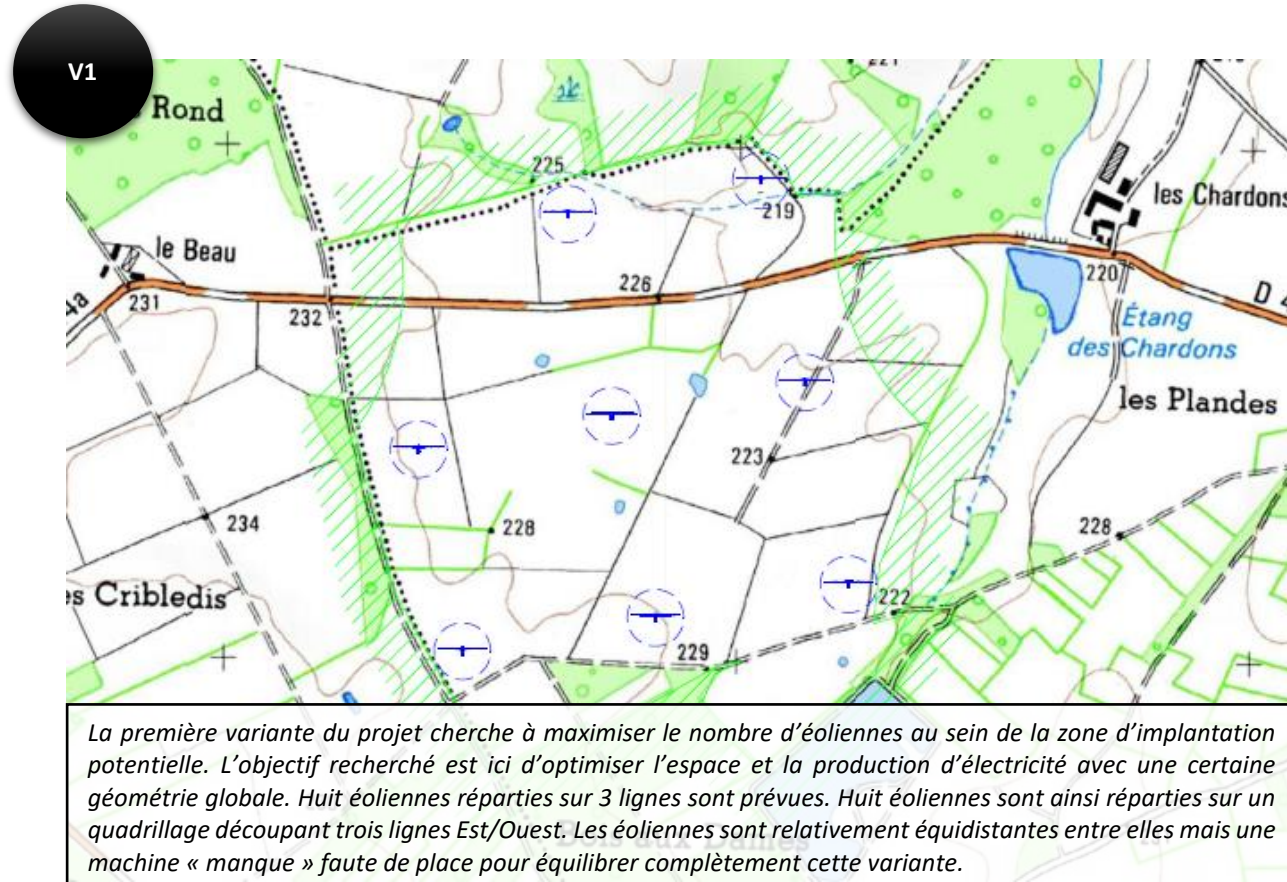 V1
Rond
225
219
les Chardons
le Beau
231
232
226
220
D
4a
Étang
des Chardons
les Plandes
223
234
228
228
es Cribledis
222
229
La première variante du projet cherche à maximiser le nombre d'éoliennes au sein de la zone d'implantation
potentielle. L'objectif recherché est ici d'optimiser l'espace et la production d'électricité avec une certaine
géométrie globale. Huit éoliennes réparties sur 3 lignes sont prévues. Huit éoliennes sont ainsi réparties sur un
quadrillage découpant trois lignes Est/Ouest. Les éoliennes sont relativement équidistantes entre elles mais une
machine « manque » faute de place pour équilibrer complètement cette variante.
Bois aux Dames